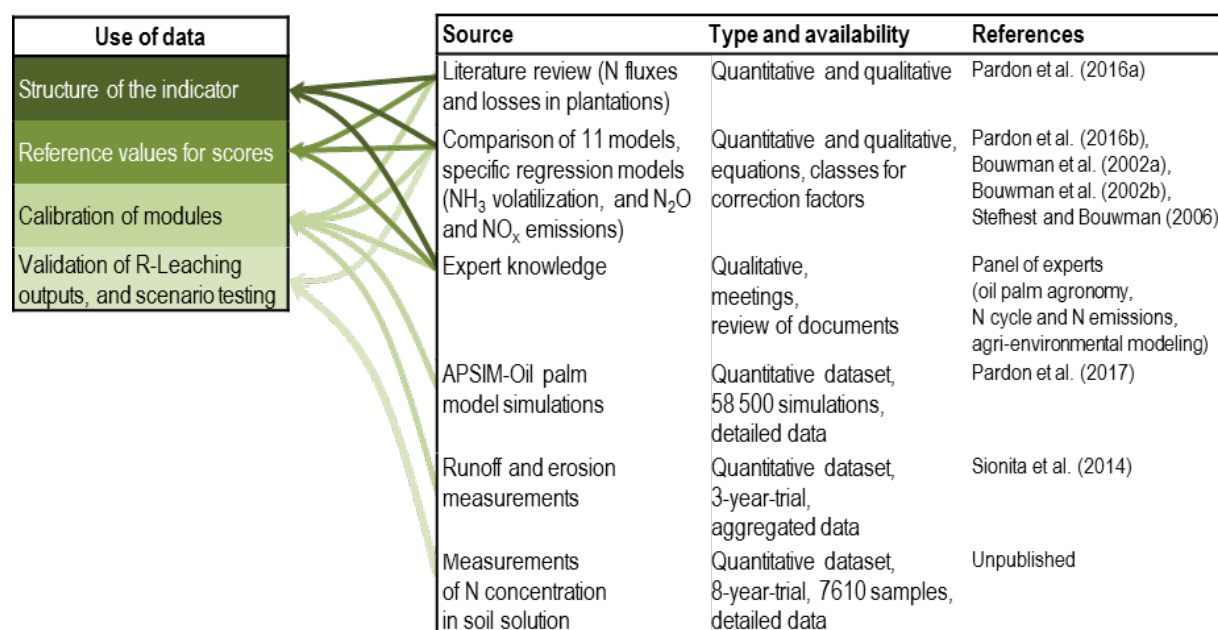 Use of data
Structure of the indicator
Reference values for scores
Calibration of modules
Validation of R-Leaching
outputs, and scenario testing
Source
Type and availability
References
Literature review (N fluxes
and losses in plantations)
Quantitative and qualitative
Pardon et al. (2016a)
Comparison of 11 models,
specific regression models
(NH3 volatilization, and N2O
and NOx emissions)
Quantitative and qualitative,
equations, classes for
correction factors
Pardon et al. (2016b),
Bouwman et al. (2002a),
Bouwman et al. (2002b),
Stefhest and Bouwman (2006)
Expert knowledge
Qualitative,
meetings,
review of documents
Panel of experts
(oil palm agronomy,
N cycle and N emissions,
agri-environmental modeling)
APSIM-Oil palm
model simulations
Quantitative dataset,
58 500 simulations,
detailed data
Pardon et al. (2017)
Runoff and erosion
measurements
Quantitative dataset,
3-year-trial,
aggregated data
Sionita et al. (2014)
Measurements
of N concentration
in soil solution
Quantitative dataset,
8-year-trial, 7610 samples,
detailed data
Unpublished